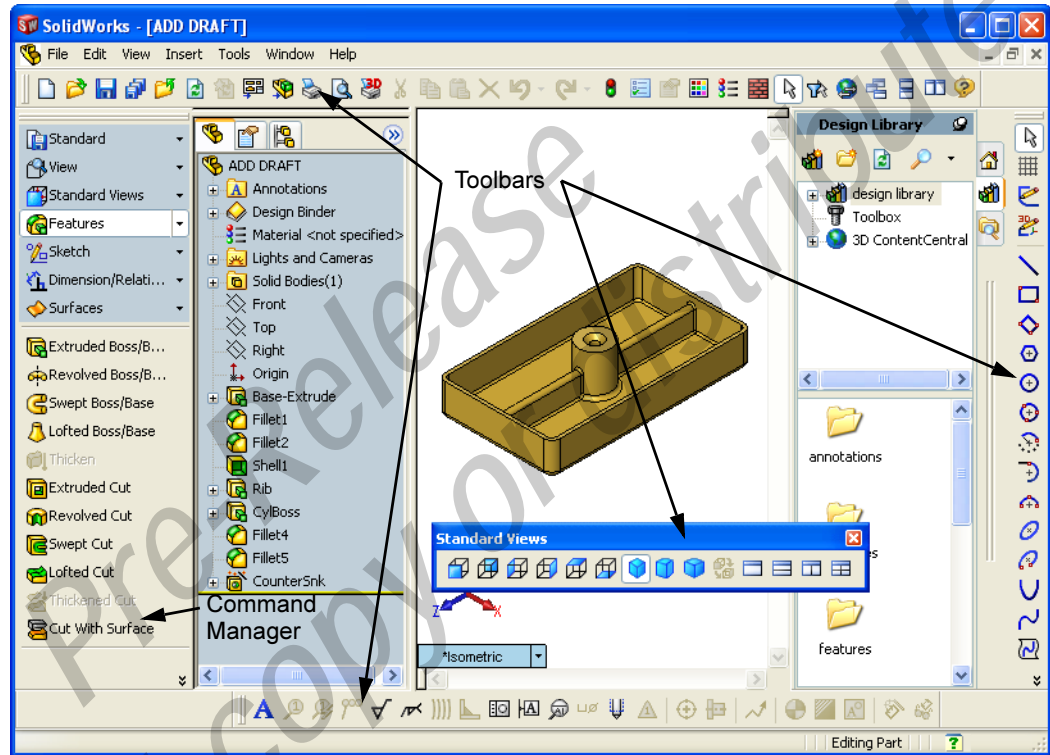 SolidWorks - [ADD DRAFT]
File Edit View Insert Tools Window Help
Standard
View
Standard Views
Features
Sketch
Dimension/Relati...
Surfaces
Extruded Boss/B...
Revolved Boss/B...
Swept Boss/Base
Lofted Boss/Base
Thicken
Extruded Cut
Revolved Cut
Swept Cut
Lofted Cut
Thickened Cut
Cut With Surface
ADD DRAFT
Annotations
Design Binder
Material <not specified>
Lights and Cameras
Solid Bodies(1)
Front
Top
Right
Origin
Base-Extrude
Fillet1
Fillet2
Shell1
Rib
CylBoss
Fillet4
Fillet5
CounterSnk
Command
Manager
Toolbars
Standard Views
Z X
*Isometric
Design Library
design library
Toolbox
3D ContentCentral
annotations
features
Editing Part
Pre-Release
copy or distribute